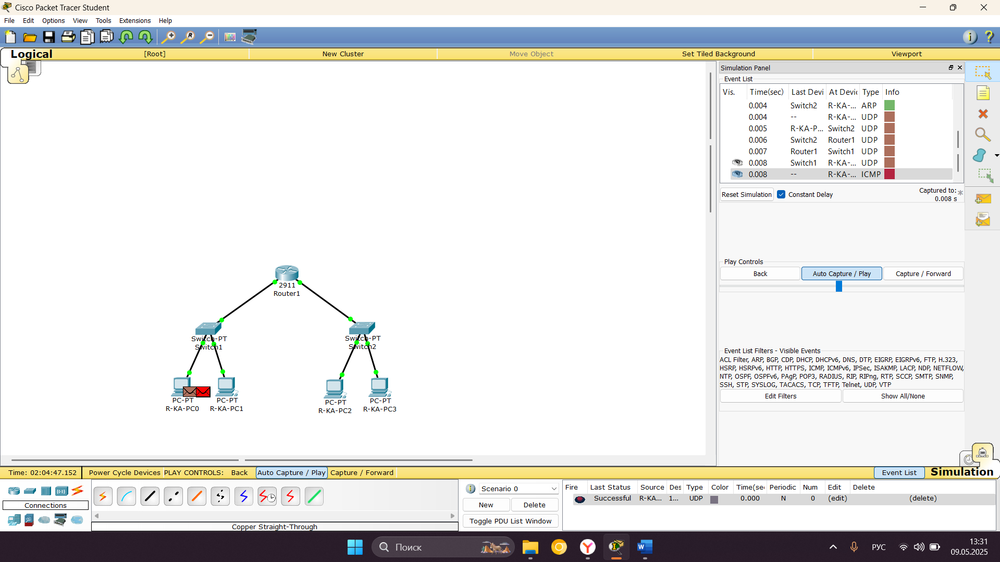 Cisco Packet Tracer Student
File Edit Options View Tools Extensions Help
Logical [Root] New Cluster Move Object Set Tiled Background Viewport
Simulation Panel
Event List
Vis. Time(sec) Last Devi At Devic Type Info
0.004 Switch2 R-KA-... ARP
0.004 -- R-KA-... UDP
0.005 R-KA-P... Switch2 UDP
0.006 Switch2 Router1 UDP
0.007 Router1 Switch1 UDP
0.008 Switch1 R-KA-... UDP
0.008 -- R-KA-... ICMP
Reset Simulation Constant Delay Captured to:
0.008 s
Play Controls
Back Auto Capture / Play Capture / Forward
Event List Filters - Visible Events
ACL Filter, ARP, BGP, CDP, DHCP, DHCPv6, DNS, DTP, EIGRP, EIGRPv6, FTP, H.323,
HSRP, HSRPv6, HTTP, HTTPS, ICMP, ICMPv6, IPSec, ISAKMP, LACP, NDP, NETFLOW,
NTP, OSPF, OSPFv6, PAgP, POP3, RADIUS, RIP, RIPng, RTP, SCCP, SMTP, SNMP,
SSH, STP, SYSLOG, TACACS, TCP, TFTP, Telnet, UDP, VTP
Edit Filters Show All/None
2911
Router1
Switch-PT
Switch1
Switch-PT
Switch2
PC-PT
R-KA-PC0
PC-PT
R-KA-PC1
PC-PT
R-KA-PC2
PC-PT
R-KA-PC3
Time: 02:04:47.152 Power Cycle Devices PLAY CONTROLS: Back Auto Capture / Play Capture / Forward Event List Simulation
Connections
Copper Straight-Through
Scenario 0
New Delete
Toggle PDU List Window
Fire Last Status Source Des Type Color Time(sec Periodic Num Edit Delete
Successful R-KA... 1... UDP 0.000 N 0 (edit) (delete)
Поиск
РУС
13:31
09.05.2025